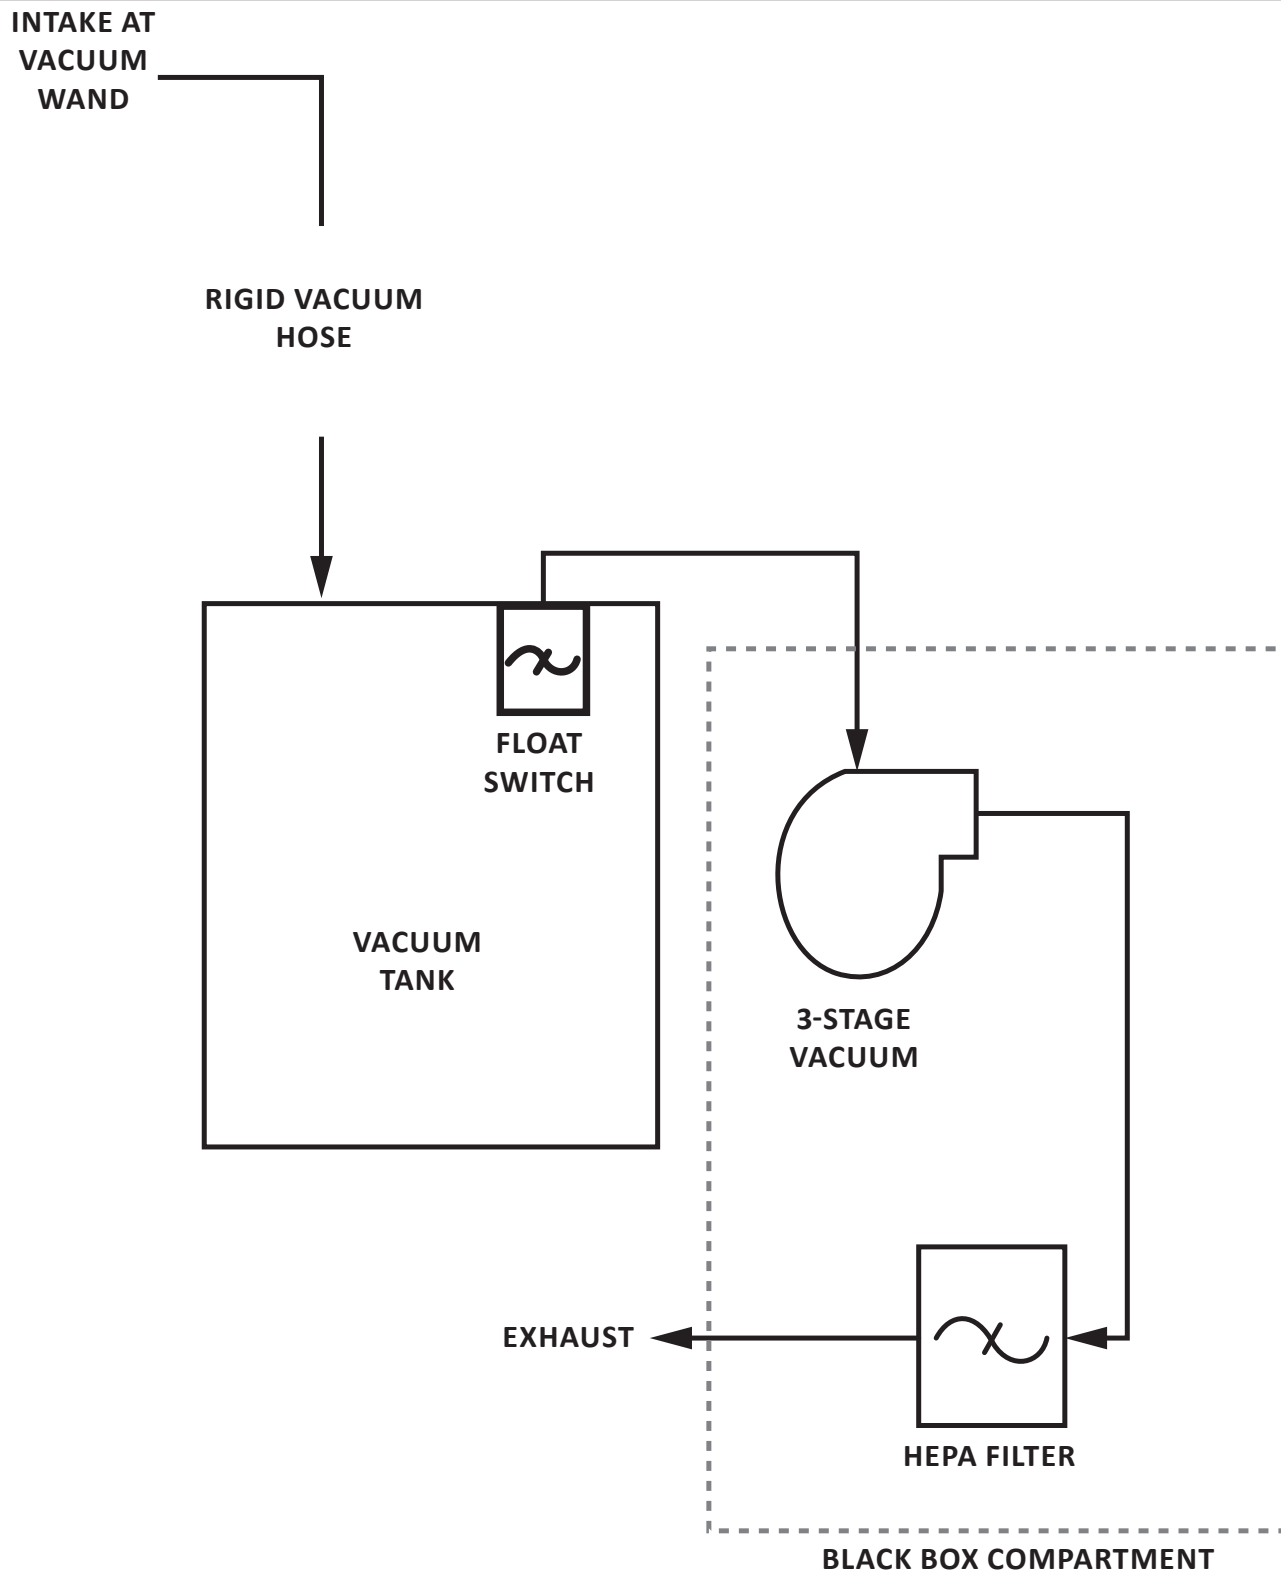 INTAKE AT
VACUUM
WAND
RIGID VACUUM
HOSE
FLOAT
SWITCH
VACUUM
TANK
3-STAGE
VACUUM
EXHAUST
HEPA FILTER
BLACK BOX COMPARTMENT